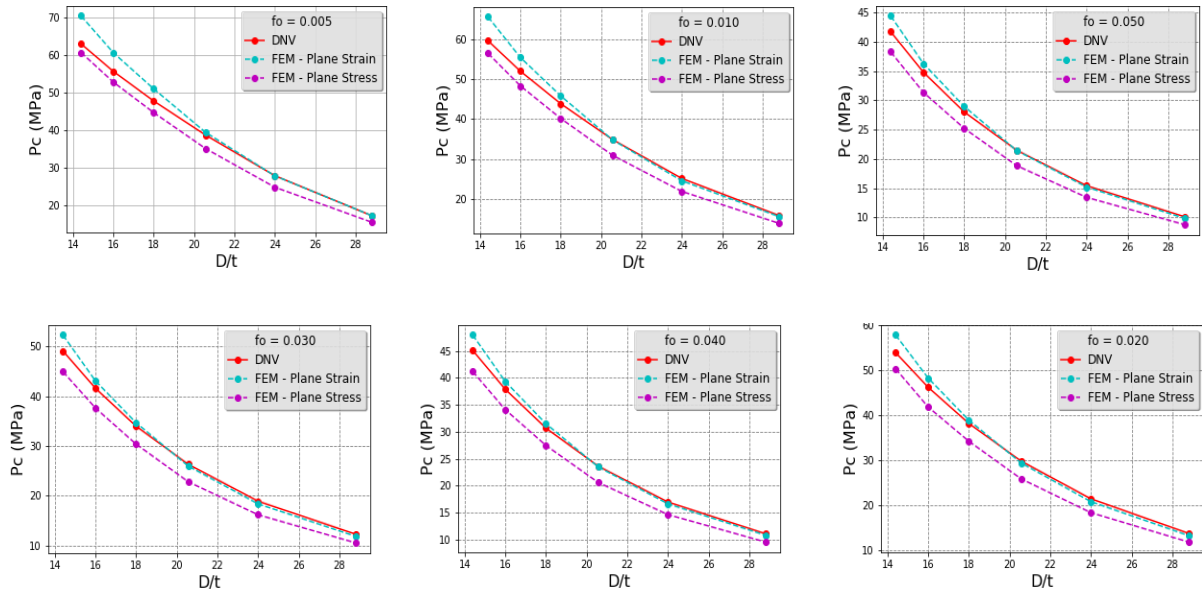 fo = 0.005
DNV
FEM - Plane Strain
FEM - Plane Stress
Pc (MPa)
70
60
50
40
30
20
14 16 18 20 22 24 26 28
D/t
fo = 0.010
DNV
FEM - Plane Strain
FEM - Plane Stress
Pc (MPa)
60
50
40
30
20
14 16 18 20 22 24 26 28
D/t
fo = 0.050
DNV
FEM - Plane Strain
FEM - Plane Stress
Pc (MPa)
45
40
35
30
25
20
15
10
14 16 18 20 22 24 26 28
D/t
fo = 0.030
DNV
FEM - Plane Strain
FEM - Plane Stress
Pc (MPa)
50
40
30
20
10
14 16 18 20 22 24 26 28
D/t
fo = 0.040
DNV
FEM - Plane Strain
FEM - Plane Stress
Pc (MPa)
45
40
35
30
25
20
15
10
14 16 18 20 22 24 26 28
D/t
fo = 0.020
DNV
FEM - Plane Strain
FEM - Plane Stress
Pc (MPa)
60
50
40
30
20
10
14 16 18 20 22 24 26 28
D/t